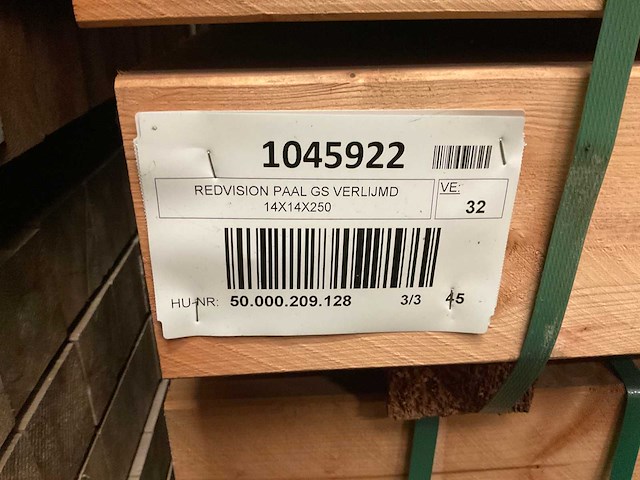 1045922
REDVISION PAAL GS VERLIJMD
14X14X250
VE:
32
HU-NR: 50.000.209.128 3/3 45